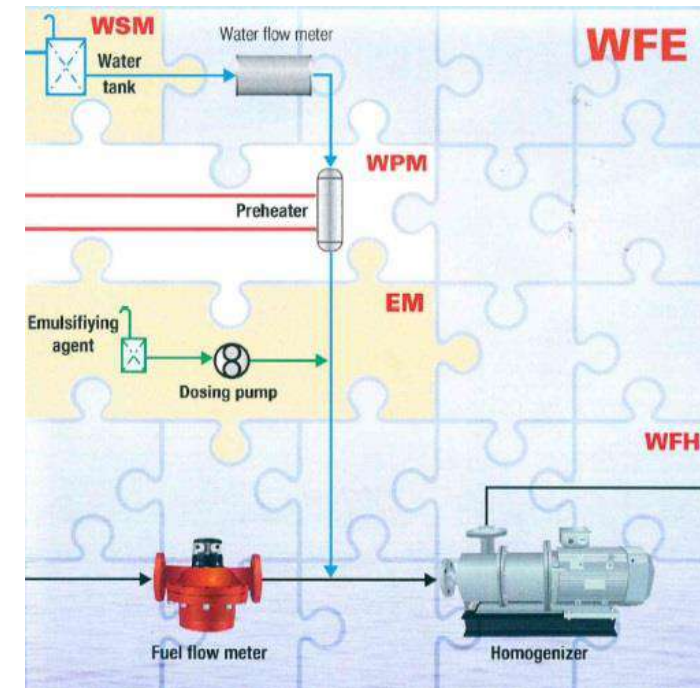 WSM
Water flow meter
WFE
Water
tank
WPM
Preheater
EM
Emulsifiying
agent
Dosing pump
WFH
Fuel flow meter
Homogenizer